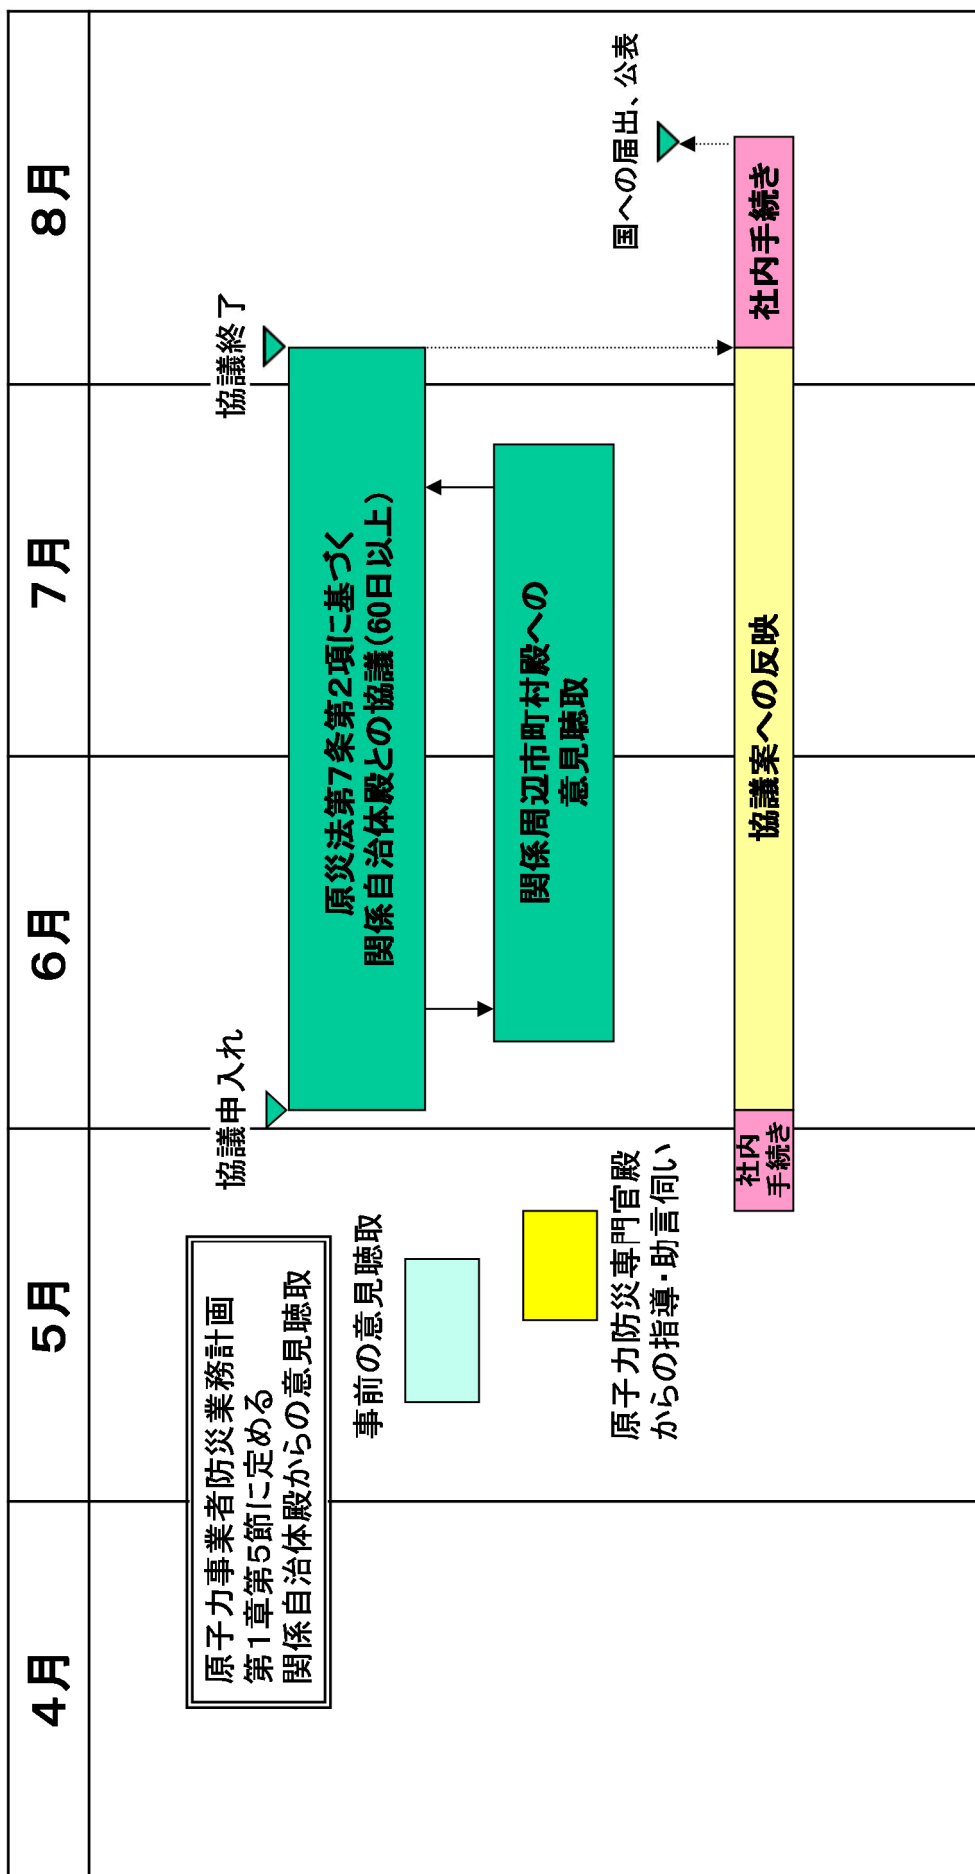 4月
5月
6月
7月
8月
原子力事業者防災業務計画
第1章第5節に定める
関係自治体殿からの意見聴取
協議申入れ
協議終了
原災法第7条第2項に基づく
関係自治体殿との協議(60日以上)
事前の意見聴取
関係周辺市町村殿への
意見聴取
原子力防災専門官殿
からの指導・助言伺い
国への届出、公表
社内
手続き
協議案への反映
社内手続き